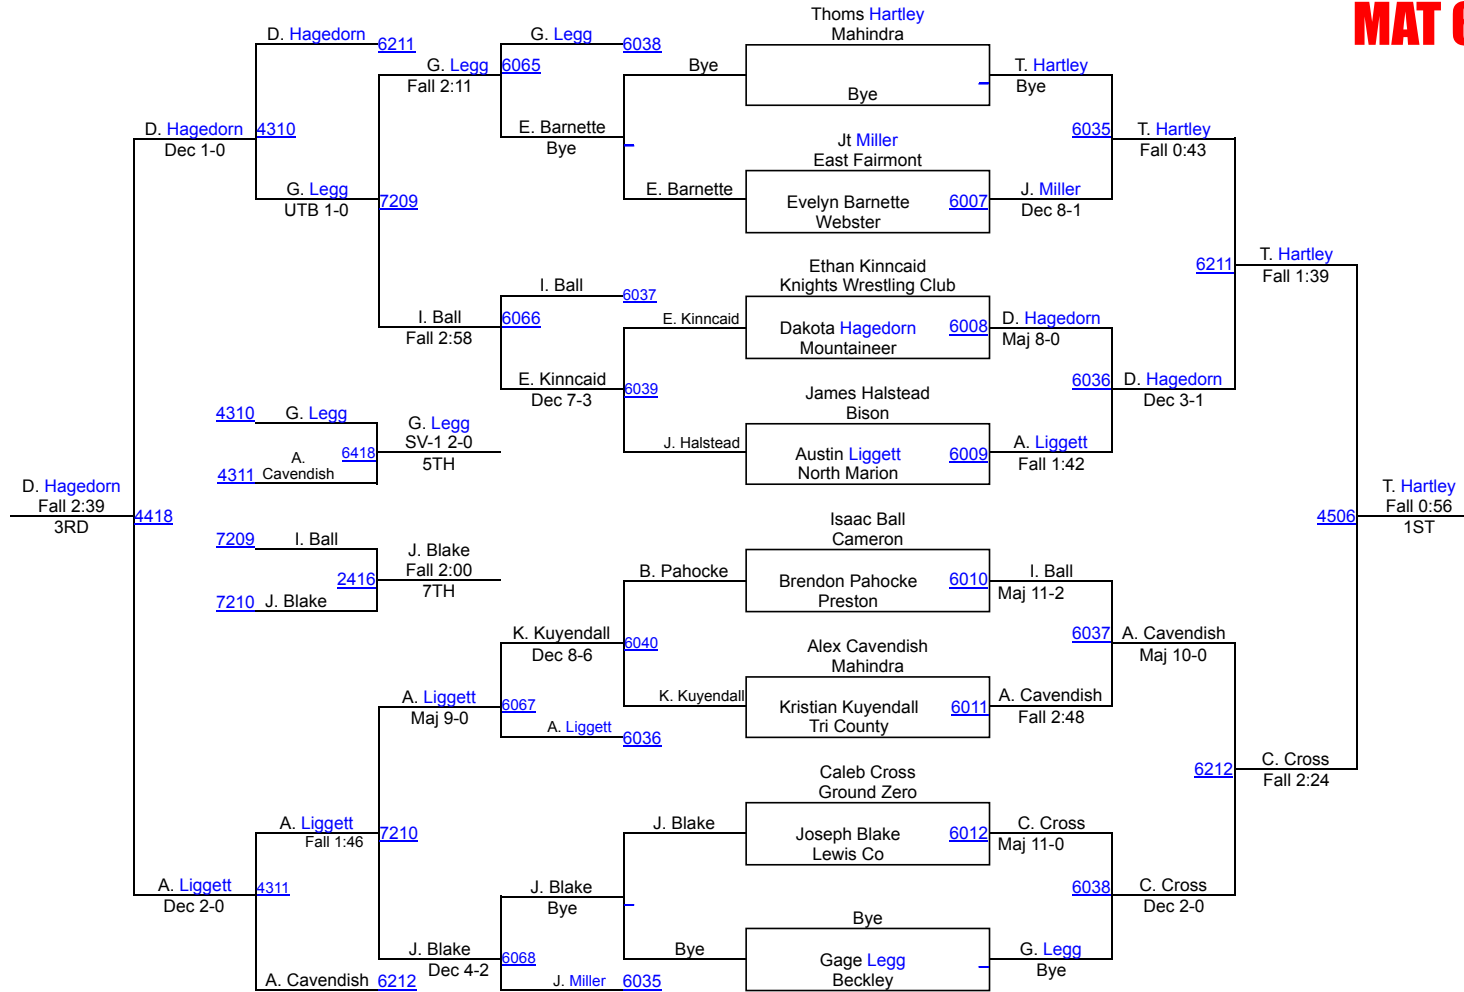 MAT 6
Thoms Hartley
Mahindra
Bye
Jt Miller
East Fairmont
Evelyn Barnette
Webster
6007
Ethan Kinncaid
Knights Wrestling Club
Dakota Hagedorn
Mountaineer
6008
James Halstead
Bison
Austin Liggett
North Marion
6009
Isaac Ball
Cameron
Brendon Pahocke
Preston
6010
Alex Cavendish
Mahindra
Kristian Kuyendall
Tri County
6011
Caleb Cross
Ground Zero
Joseph Blake
Lewis Co
6012
Bye
Gage Legg
Beckley
T. Hartley
Bye
6035
J. Miller
Dec 8-1
T. Hartley
Fall 0:43
D. Hagedorn
Maj 8-0
6036
A. Liggett
Fall 1:42
D. Hagedorn
Dec 3-1
6211
T. Hartley
Fall 1:39
I. Ball
Maj 11-2
6037
A. Cavendish
Fall 2:48
A. Cavendish
Maj 10-0
C. Cross
Maj 11-0
6038
G. Legg
Bye
C. Cross
Dec 2-0
6212
C. Cross
Fall 2:24
4506
T. Hartley
Fall 0:56
1ST
Bye
E. Barnette
E. Barnette
Bye
G. Legg
6038
6065
G. Legg
Fall 2:11
E. Kinncaid
J. Halstead
6039
E. Kinncaid
Dec 7-3
I. Ball
6037
6066
I. Ball
Fall 2:58
7209
G. Legg
UTB 1-0
D. Hagedorn
6211
4310
D. Hagedorn
Dec 1-0
4310
G. Legg
4311
A.
Cavendish
6418
G. Legg
SV-1 2-0
5TH
7209
I. Ball
7210
J. Blake
2416
J. Blake
Fall 2:00
7TH
B. Pahocke
K. Kuyendall
6040
K. Kuyendall
Dec 8-6
A. Liggett
6036
6067
A. Liggett
Maj 9-0
J. Blake
Bye
J. Blake
Bye
J. Miller
6035
6068
J. Blake
Dec 4-2
7210
A. Liggett
Fall 1:46
A. Cavendish
6212
4311
A. Liggett
Dec 2-0
4418
D. Hagedorn
Fall 2:39
3RD